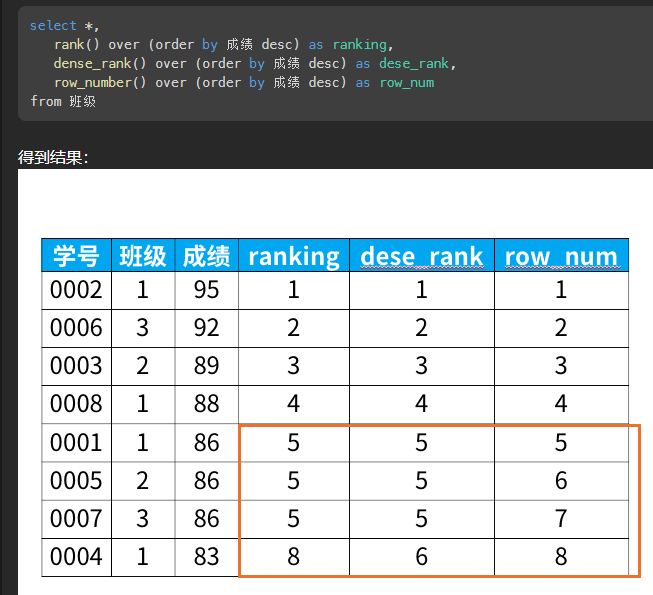 select *,
rank() over (order by 成绩 desc) as ranking,
dense_rank() over (order by 成绩 desc) as dese_rank,
row_number() over (order by 成绩 desc) as row_num
from 班级
得到结果：
学号 班级 成绩 ranking dese_rank row_num
0002 1 95 1 1 1
0006 3 92 2 2 2
0003 2 89 3 3 3
0008 1 88 4 4 4
0001 1 86 5 5 5
0005 2 86 5 5 6
0007 3 86 5 5 7
0004 1 83 8 6 8